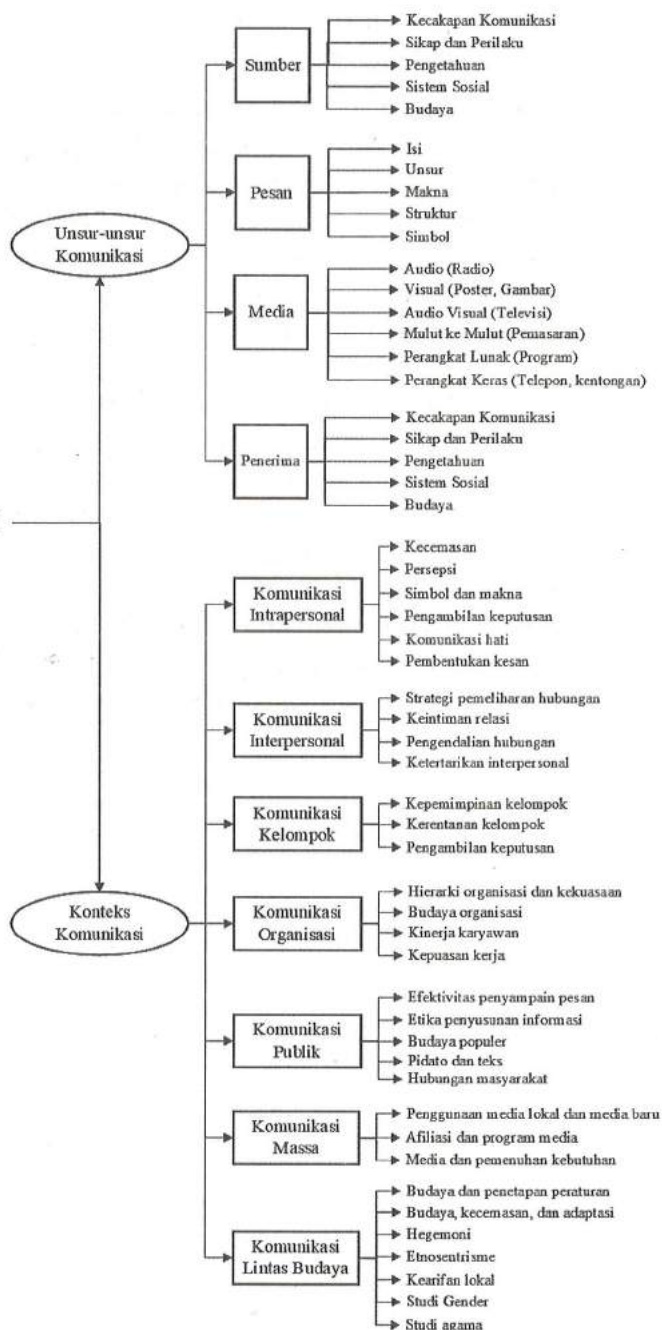 Unsur-unsur
Komunikasi
Sumber
Kecakapan Komunikasi
Sikap dan Perilaku
Pengetahuan
Sistem Sosial
Budaya
Pesan
Isi
Unsur
Makna
Struktur
Simbol
Media
Audio (Radio)
Visual (Poster, Gambar)
Audio Visual (Televisi)
Mulut ke Mulut (Pemasaran)
Perangkat Lunak (Program)
Perangkat Keras (Telepon, kentongan)
Penerima
Kecakapan Komunikasi
Sikap dan Perilaku
Pengetahuan
Sistem Sosial
Budaya
Konteks
Komunikasi
Komunikasi
Intrapersonal
Kecemasan
Persepsi
Simbol dan makna
Pengambilan keputusan
Komunikasi hati
Pembentukan kesan
Komunikasi
Interpersonal
Strategi pemeliharan hubungan
Keintiman relasi
Pengendalian hubungan
Ketertarikan interpersonal
Komunikasi
Kelompok
Kepemimpinan kelompok
Kerentanan kelompok
Pengambilan keputusan
Komunikasi
Organisasi
Hierarki organisasi dan kekuasaan
Budaya organisasi
Kinerja karyawan
Kepuasan kerja
Komunikasi
Publik
Efektivitas penyampain pesan
Etika penyusunan informasi
Budaya populer
Pidato dan teks
Hubungan masyarakat
Komunikasi
Massa
Penggunaan media lokal dan media baru
Afiliasi dan program media
Media dan pemenuhan kebutuhan
Komunikasi
Lintas Budaya
Budaya dan penetapan peraturan
Budaya, kecemasan, dan adaptasi
Hegemoni
Etnosentrisme
Kearifan lokal
Studi Gender
Studi agama